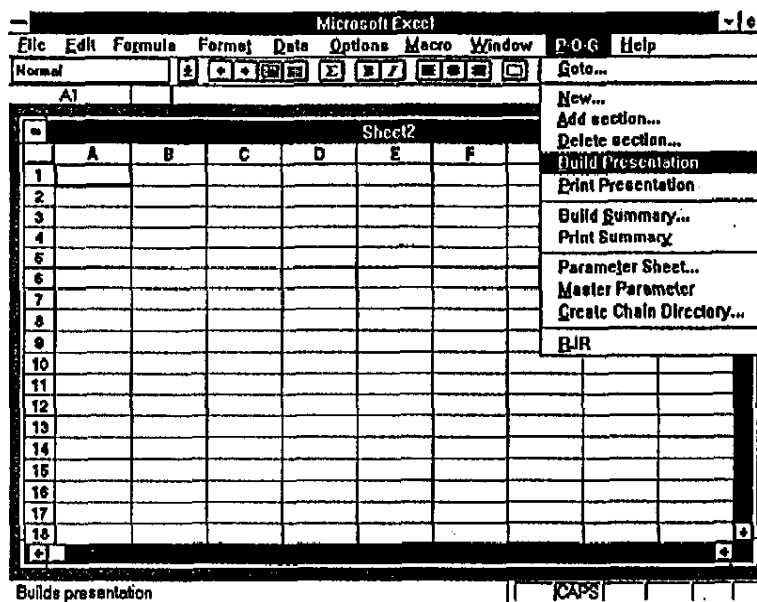 Microsoft Excel
File Edit Formula Format Data Options Macro Window P-O-G Help
Normal Σ B I Goto...
A1 New...
Add section...
Sheet2 Delete section...
A B C D E F Build Presentation
1 Print Presentation
2
3 Build Summary...
4 Print Summary
5
6 Parameter Sheet...
7 Master Parameter
8 Create Chain Directory...
9 RJR
10
11
12
13
14
15
16
17
18
Builds presentation CAPS